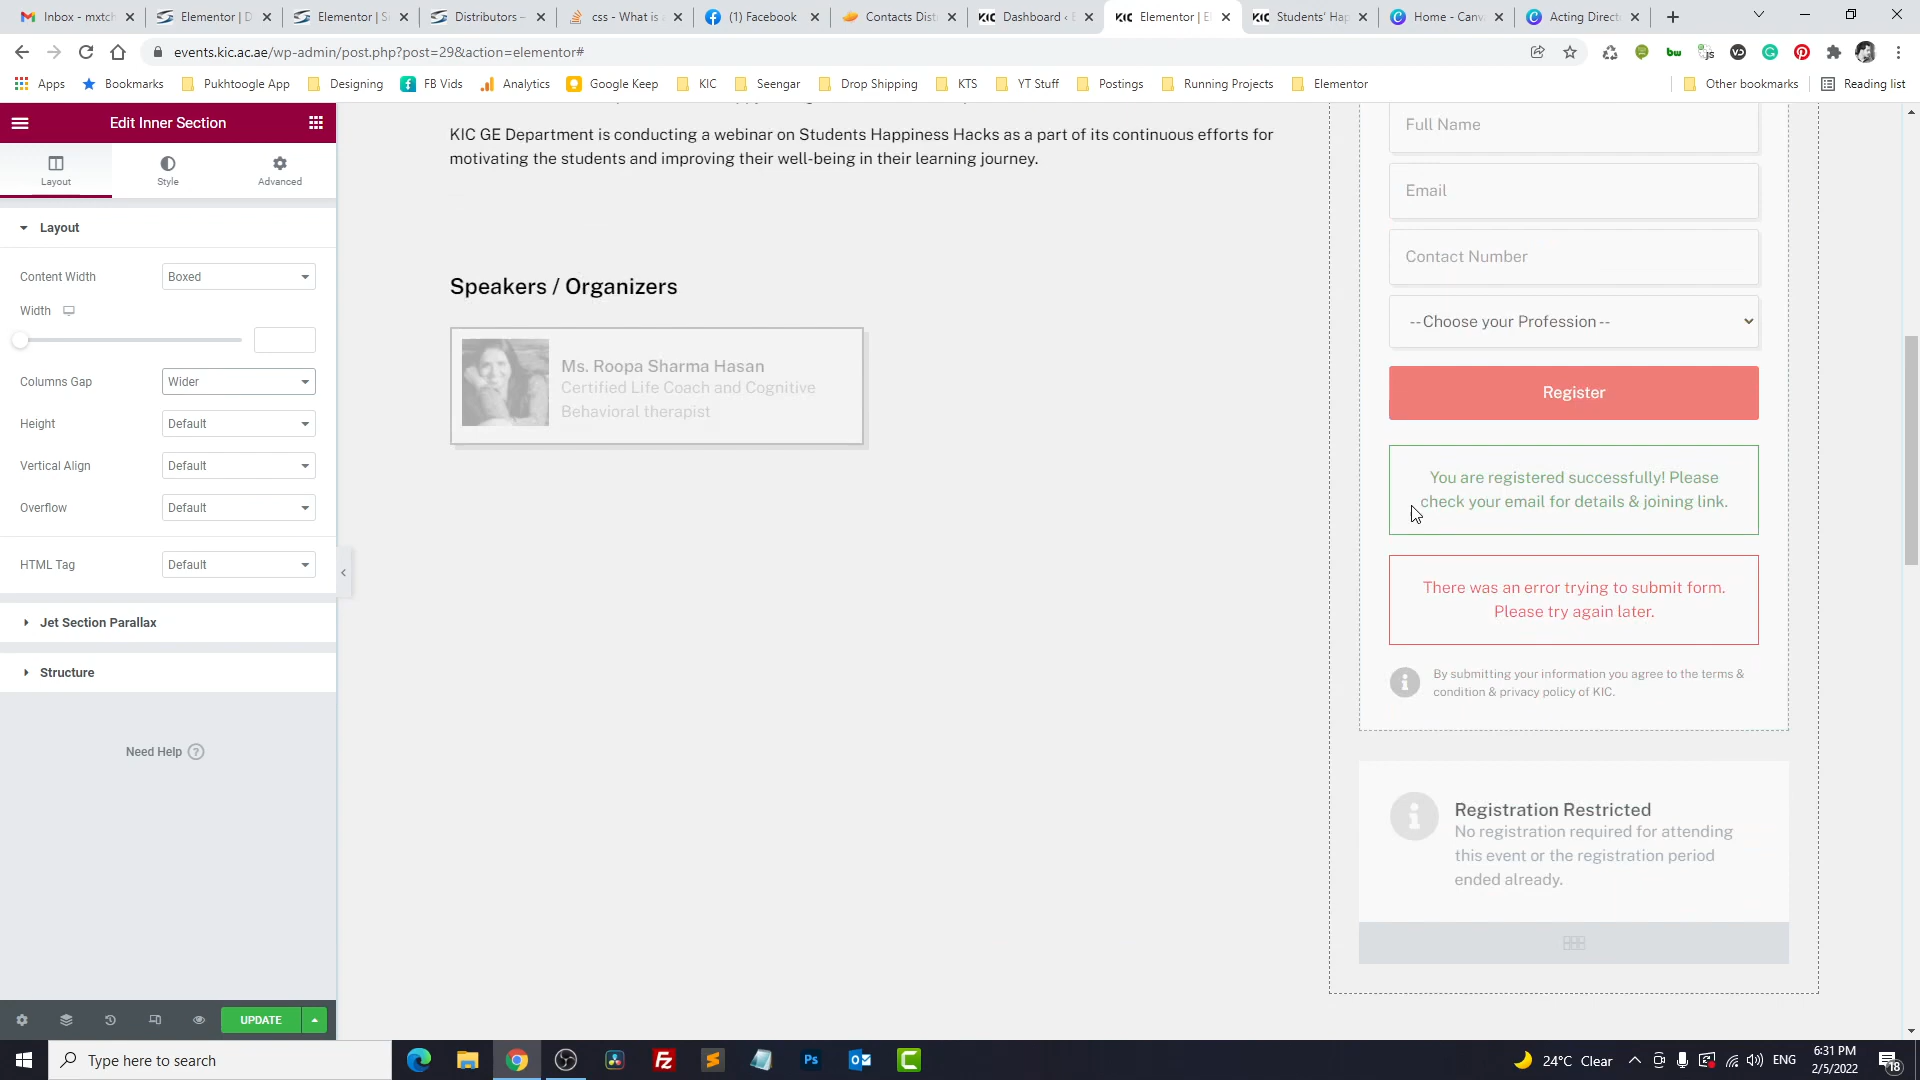 Inbox - mxtch
Elementor | D
Elementor | Si
Distributors –
css - What is
(1) Facebook
Contacts Dist
Dashboard ‹ E
Elementor | E
Students' Hap
Home - Canv
Acting Direct
events.kic.ac.ae/wp-admin/post.php?post=29&action=elementor#
Apps
Bookmarks
Pukhtoogle App
Designing
FB Vids
Analytics
Google Keep
KIC
Seengar
Drop Shipping
KTS
YT Stuff
Postings
Running Projects
Elementor
Other bookmarks
Reading list
Edit Inner Section
Layout
Style
Advanced
Layout
Content Width
Boxed
Width
Columns Gap
Wider
Height
Default
Vertical Align
Default
Overflow
Default
HTML Tag
Default
Jet Section Parallax
Structure
Need Help
UPDATE
KIC GE Department is conducting a webinar on Students Happiness Hacks as a part of its continuous efforts for
motivating the students and improving their well-being in their learning journey.
Speakers / Organizers
Ms. Roopa Sharma Hasan
Certified Life Coach and Cognitive
Behavioral therapist
Full Name
Email
Contact Number
-- Choose your Profession --
Register
You are registered successfully! Please
check your email for details & joining link.
There was an error trying to submit form.
Please try again later.
By submitting your information you agree to the terms &
condition & privacy policy of KIC.
Registration Restricted
No registration required for attending
this event or the registration period
ended already.
Type here to search
24°C Clear
ENG
6:31 PM
2/5/2022
18